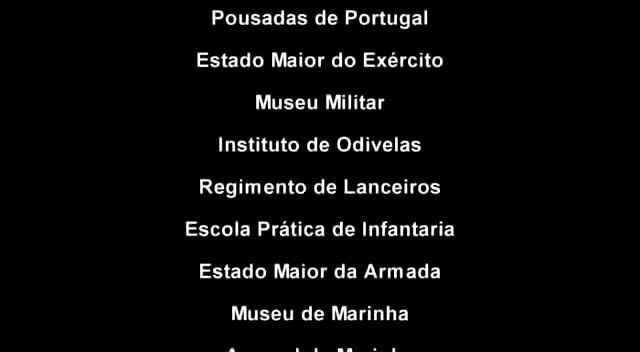 Pousadas de Portugal
Estado Maior do Exército
Museu Militar
Instituto de Odivelas
Regimento de Lanceiros
Escola Prática de Infantaria
Estado Maior da Armada
Museu de Marinha